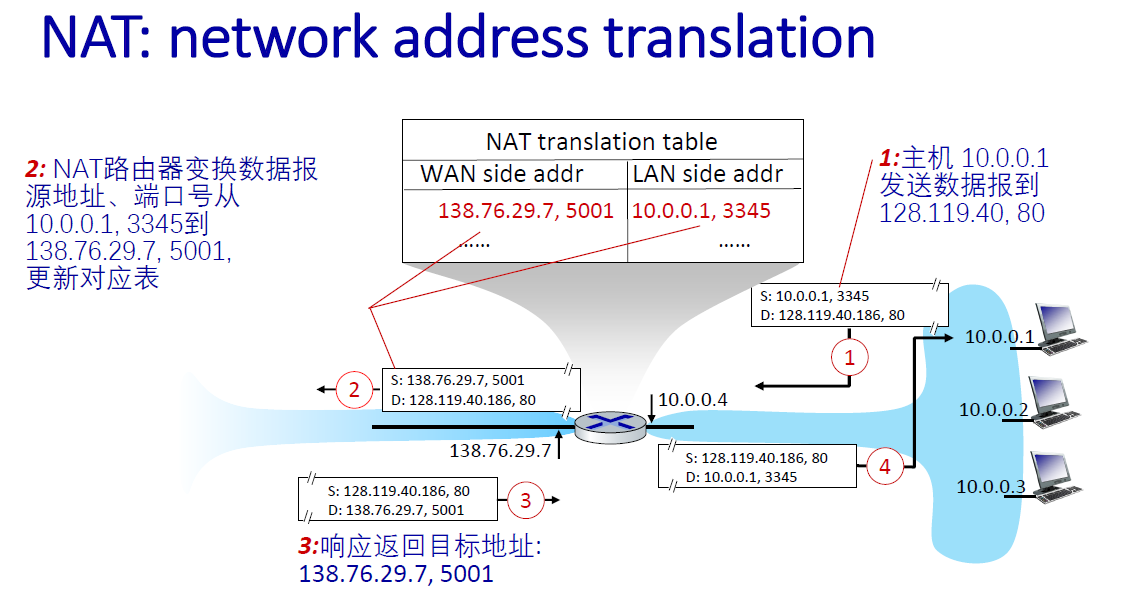 NAT: network address translation
2: NAT路由器变换数据报
源地址、端口号从
10.0.0.1, 3345到
138.76.29.7, 5001,
更新对应表
NAT translation table
WAN side addr LAN side addr
138.76.29.7, 5001 10.0.0.1, 3345
...... ......
1:主机 10.0.0.1
发送数据报到
128.119.40, 80
S: 10.0.0.1, 3345
D: 128.119.40.186, 80
1
10.0.0.1
10.0.0.2
10.0.0.3
2
S: 138.76.29.7, 5001
D: 128.119.40.186, 80
10.0.0.4
138.76.29.7
S: 128.119.40.186, 80
D: 10.0.0.1, 3345
4
S: 128.119.40.186, 80
D: 138.76.29.7, 5001
3
3:响应返回目标地址:
138.76.29.7, 5001